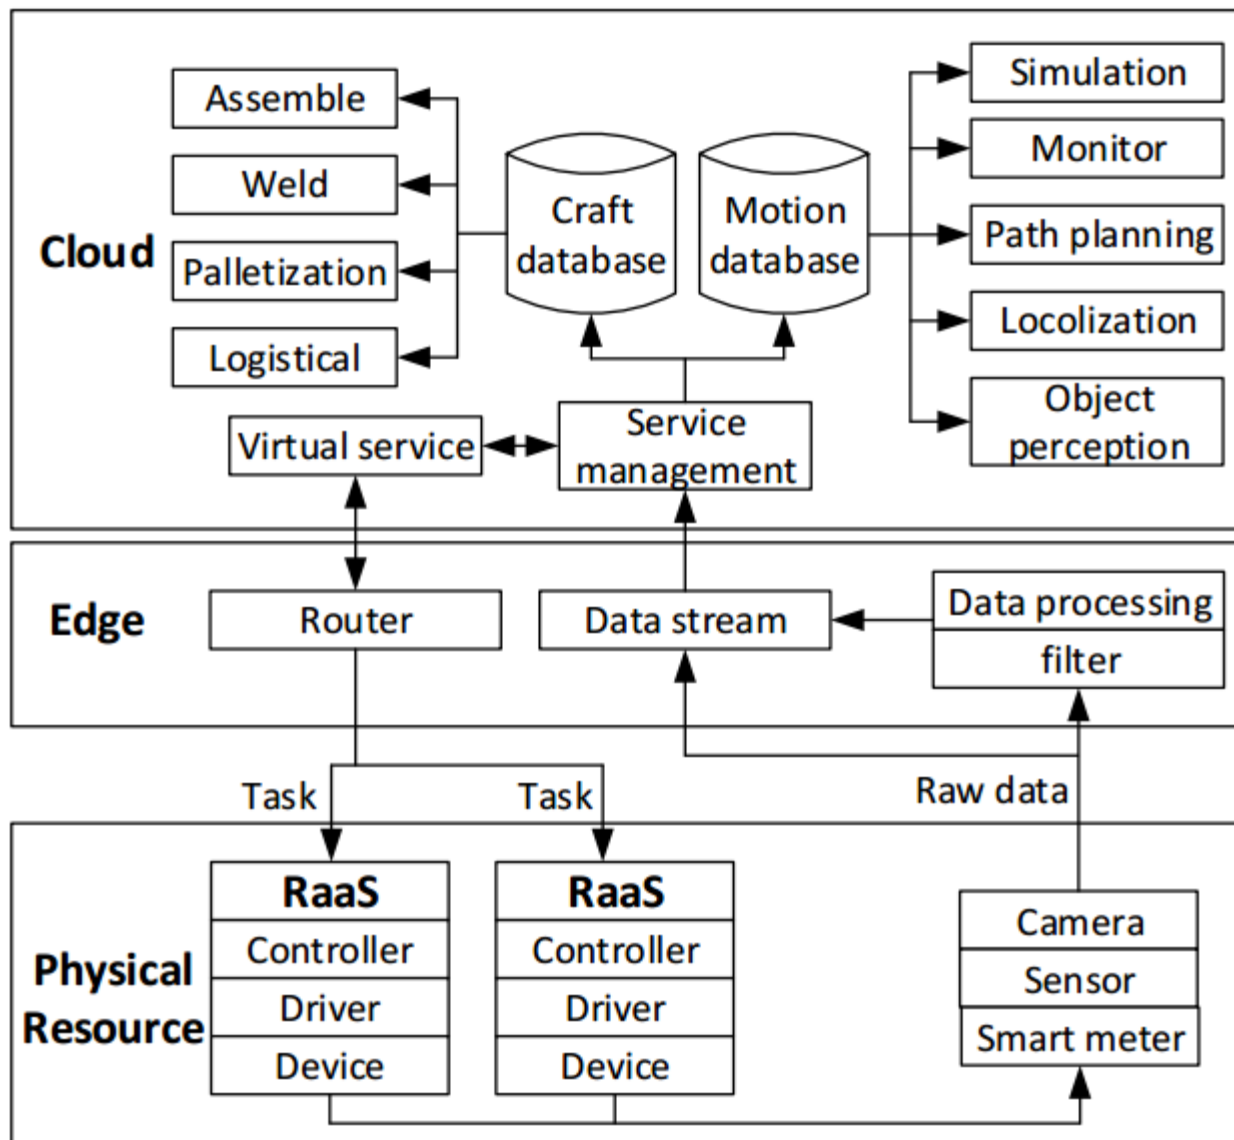 Cloud
Assemble
Weld
Palletization
Logistical
Craft
database
Motion
database
Simulation
Monitor
Path planning
Locolization
Object
perception
Virtual service
Service
management
Edge
Router
Data stream
Data processing
filter
Task
Task
Raw data
Physical
Resource
RaaS
Controller
Driver
Device
RaaS
Controller
Driver
Device
Camera
Sensor
Smart meter